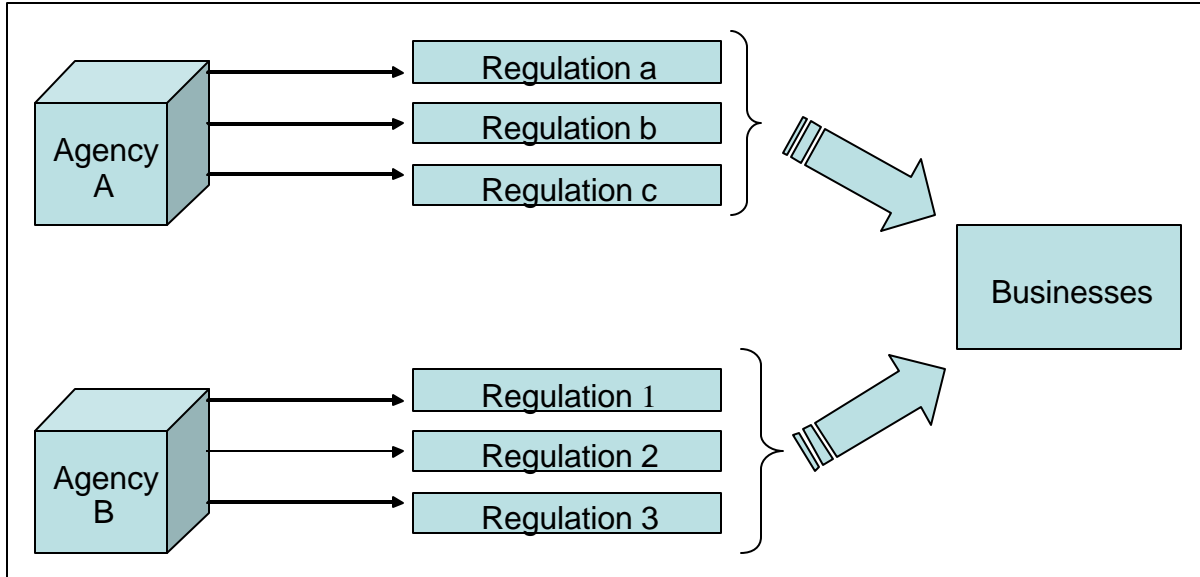 Agency
A
Regulation a
Regulation b
Regulation c
Businesses
Agency
B
Regulation 1
Regulation 2
Regulation 3